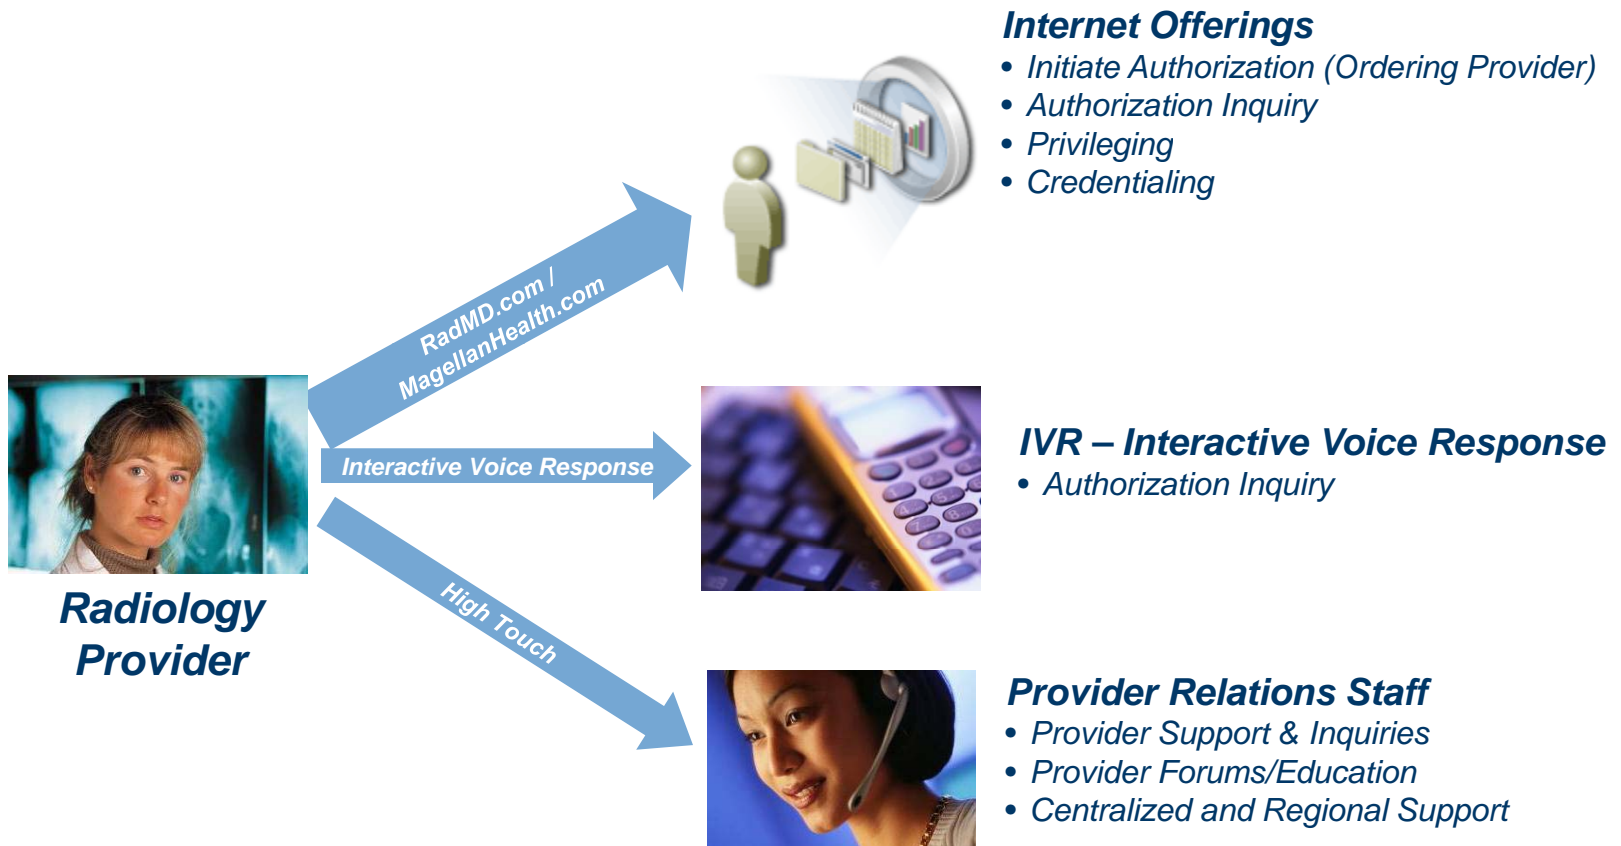 Internet Offerings
• Initiate Authorization (Ordering Provider)
• Authorization Inquiry
• Privileging
• Credentialing
RadMD.com /
MagellanHealth.com
Interactive Voice Response
IVR – Interactive Voice Response
• Authorization Inquiry
Radiology
Provider
High Touch
Provider Relations Staff
• Provider Support & Inquiries
• Provider Forums/Education
• Centralized and Regional Support